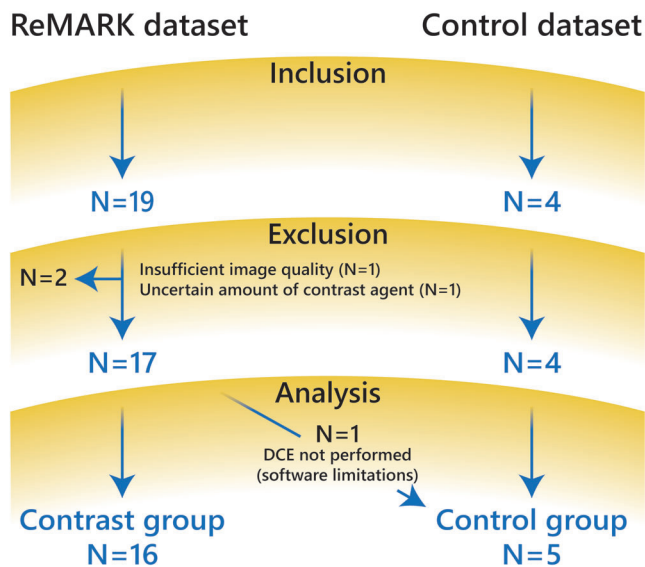 ReMARK dataset
Control dataset
Inclusion
N=19
N=4
Exclusion
N=2
Insufficient image quality (N=1)
Uncertain amount of contrast agent (N=1)
N=17
N=4
Analysis
N=1
DCE not performed
(software limitations)
Contrast group
N=16
Control group
N=5